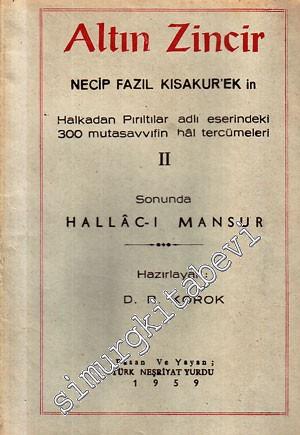 Altın Zincir
NECİP FAZIL KISAKUR'EK in
Halkadan Pırıltılar adlı eserindeki
300 mutasavvıfın hâl tercümeleri
II
Sonunda
HALLÂC-I MANSUR
Hazırlayan:
D. R. KOROK
Basan Ve Yayan;
TÜRK NEŞRİYAT YURDU
1959
simurgkitabevi